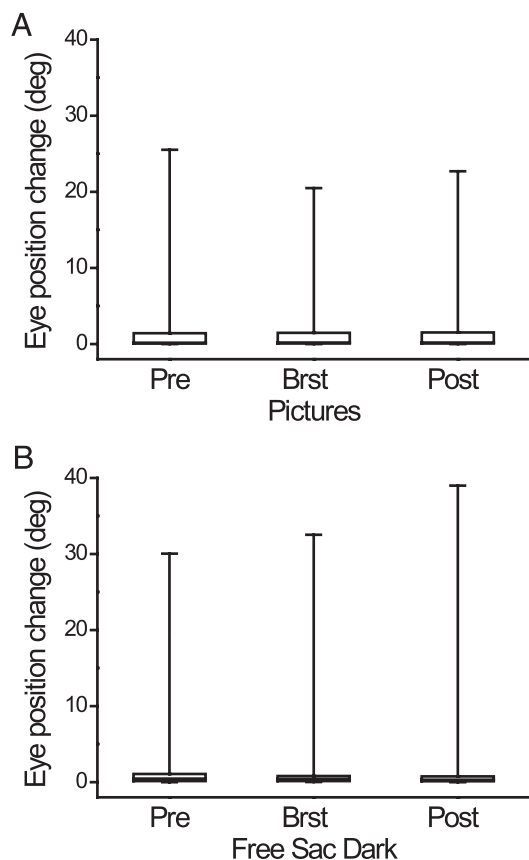 A
Eye position change (deg)
40
30
20
10
0
Pre Brst Post
Pictures
B
Eye position change (deg)
40
30
20
10
0
Pre Brst Post
Free Sac Dark